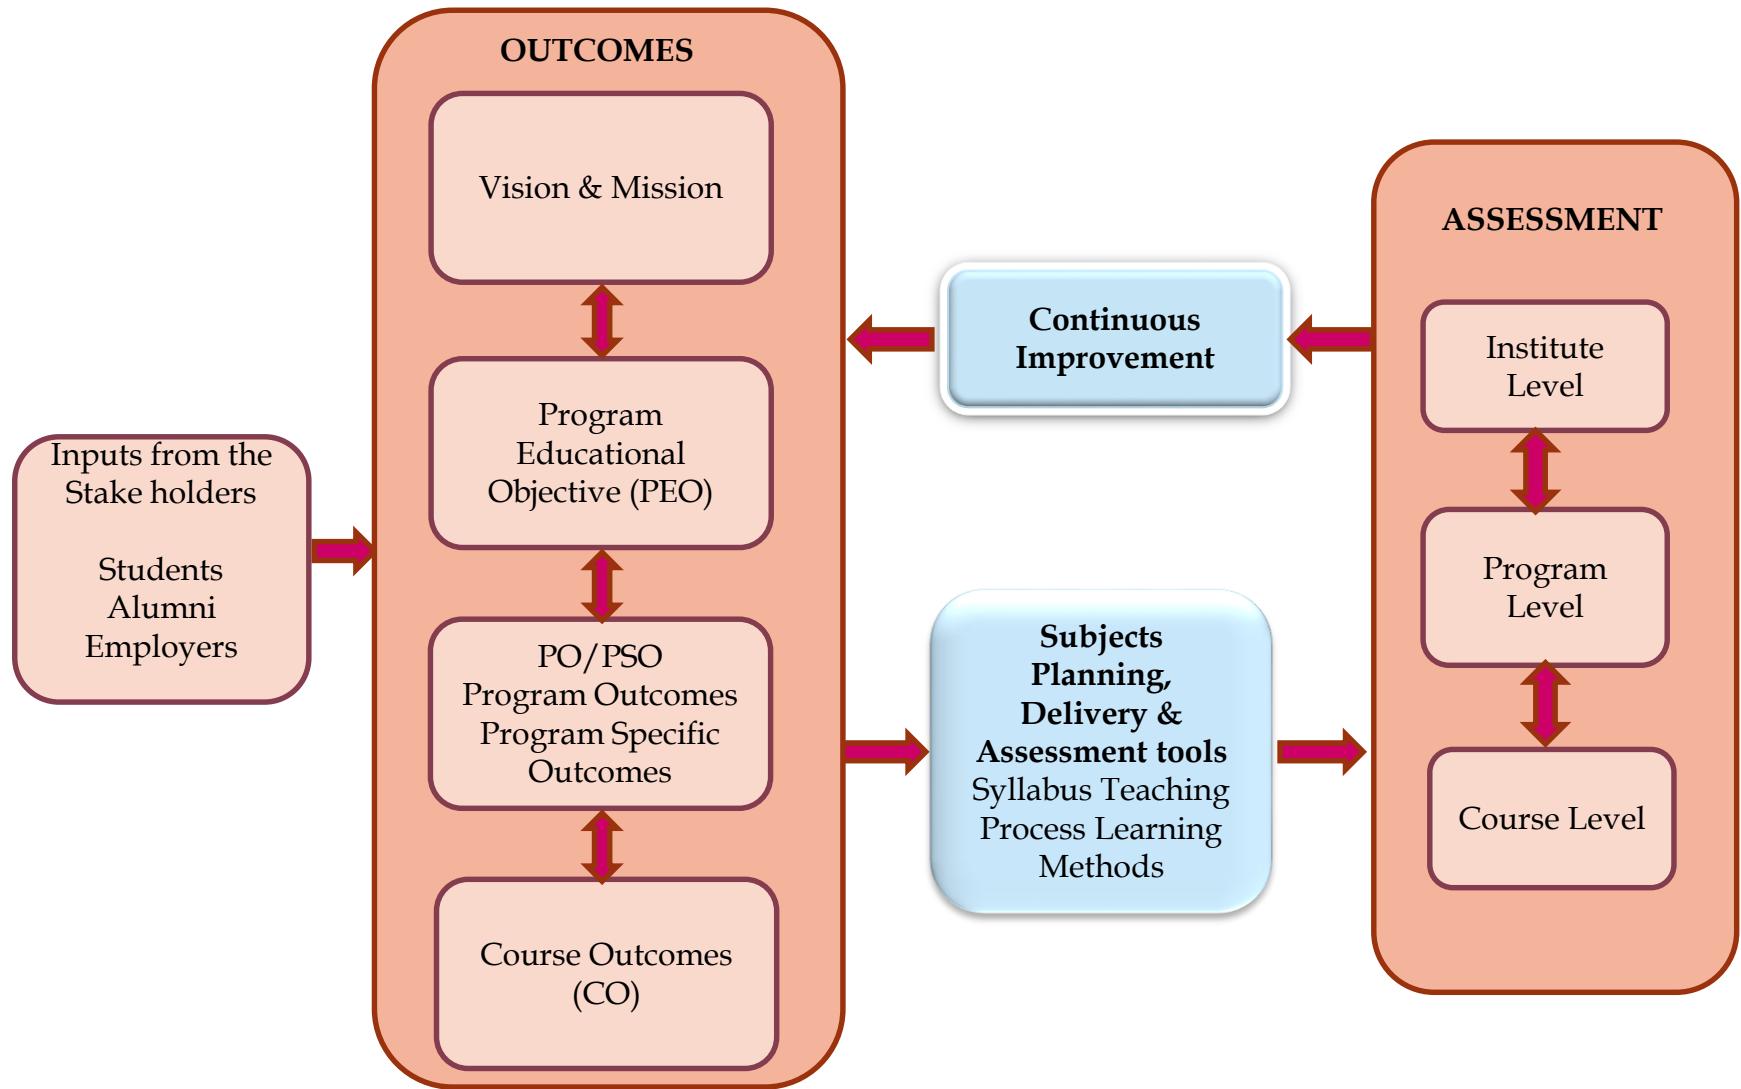 OUTCOMES
Vision & Mission
Program
Educational
Objective (PEO)
PO/PSO
Program Outcomes
Program Specific
Outcomes
Course Outcomes
(CO)
Inputs from the
Stake holders
Students
Alumni
Employers
Continuous
Improvement
Subjects
Planning,
Delivery &
Assessment tools
Syllabus Teaching
Process Learning
Methods
ASSESSMENT
Institute
Level
Program
Level
Course Level